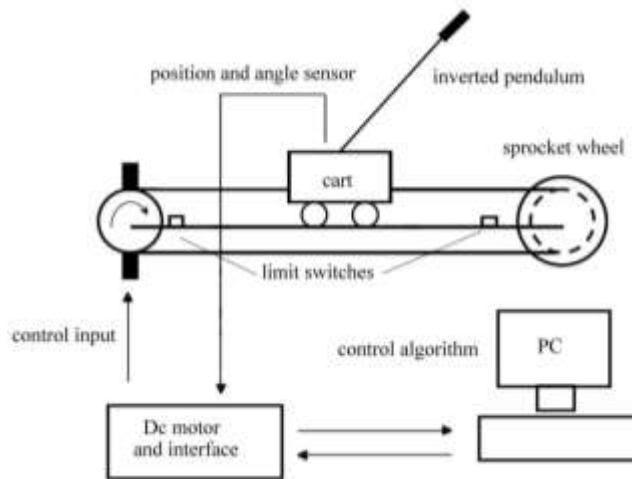 position and angle sensor
inverted pendulum
sprocket wheel
cart
limit switches
control input
control algorithm
PC
Dc motor
and interface